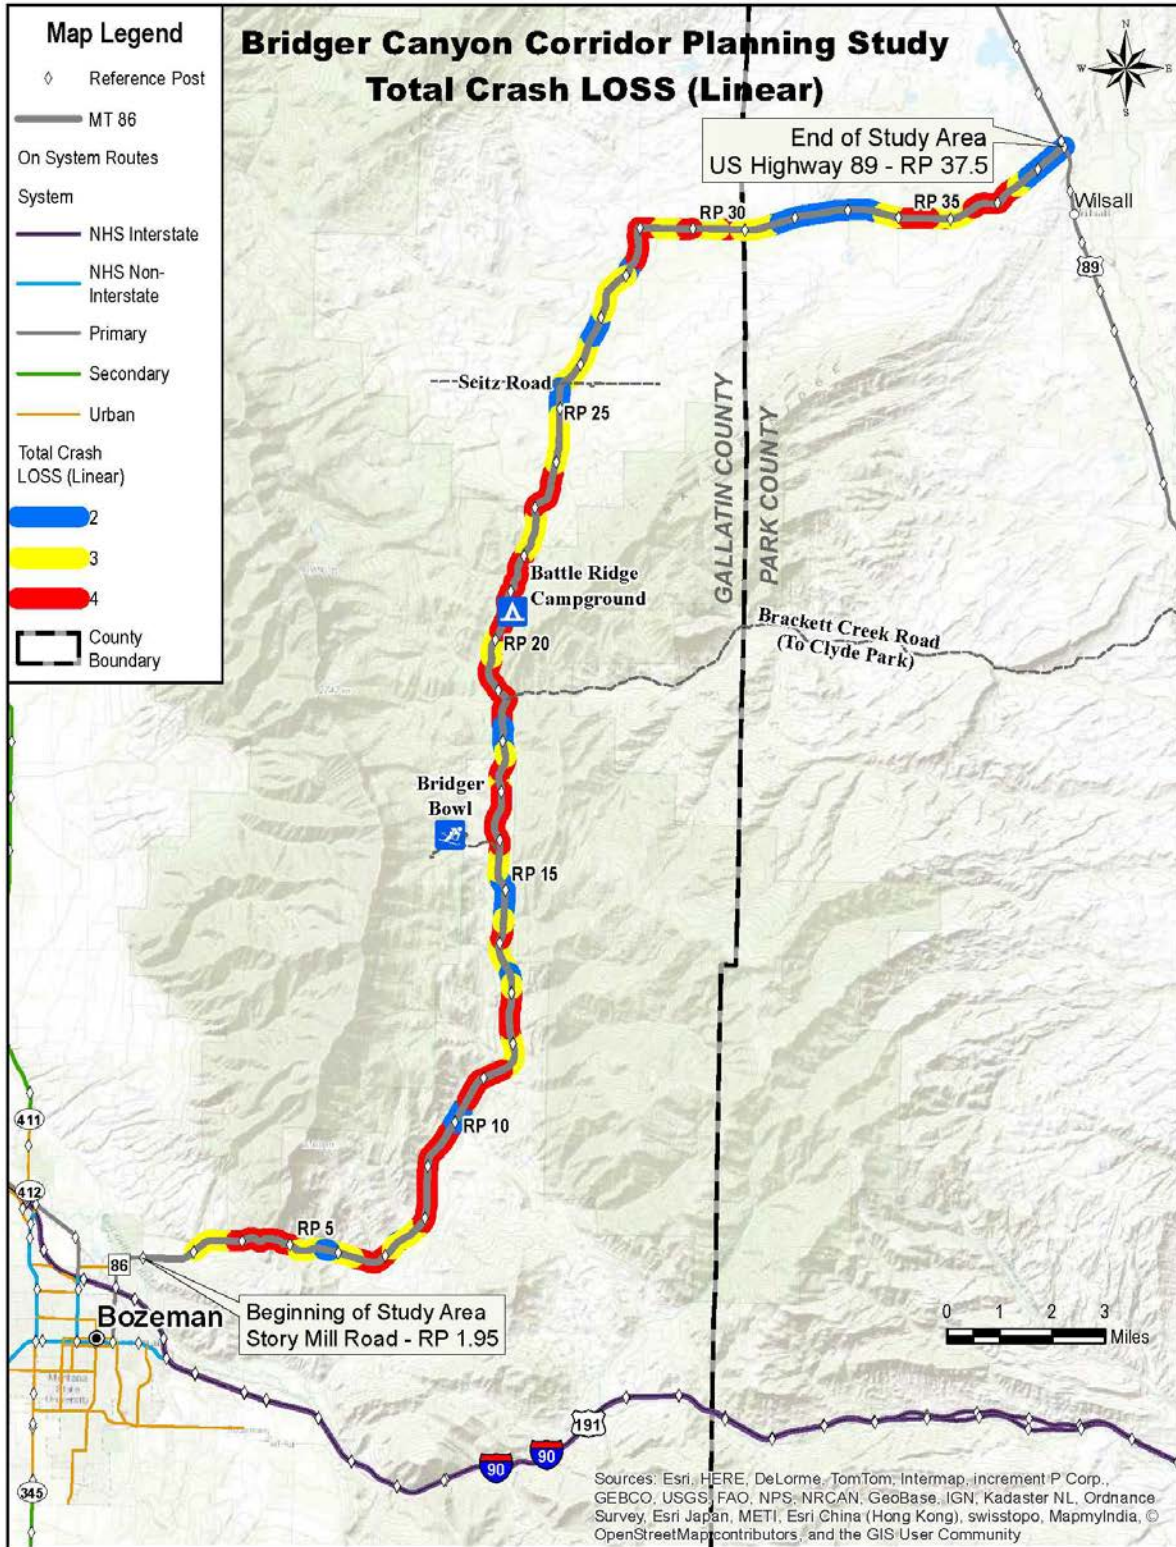 Map Legend
Reference Post
MT 86
On System Routes
System
NHS Interstate
NHS Non-
Interstate
Primary
Secondary
Urban
Total Crash
LOSS (Linear)
2
3
4
County
Boundary
Bridger Canyon Corridor Planning Study
Total Crash LOSS (Linear)
N
W
E
S
End of Study Area
US Highway 89 - RP 37.5
RP 30
RP 35
Wilsall
89
Seitz Road
RP 25
GALLATIN COUNTY
PARK COUNTY
Battle Ridge
Campground
RP 20
Brackett Creek Road
(To Clyde Park)
Bridger
Bowl
RP 15
RP 10
411
412
RP 5
86
Beginning of Study Area
Story Mill Road - RP 1.95
Bozeman
0 1 2 3
Miles
Montana
State
University
191
90
90
345
Sources: Esri, HERE, DeLorme, TomTom, Intermap, increment P Corp.,
GEBCO, USGS, FAO, NPS, NRCAN, GeoBase, IGN, Kadaster NL, Ordnance
Survey, Esri Japan, METI, Esri China (Hong Kong), swisstopo, MapmyIndia, ©
OpenStreetMap contributors, and the GIS User Community